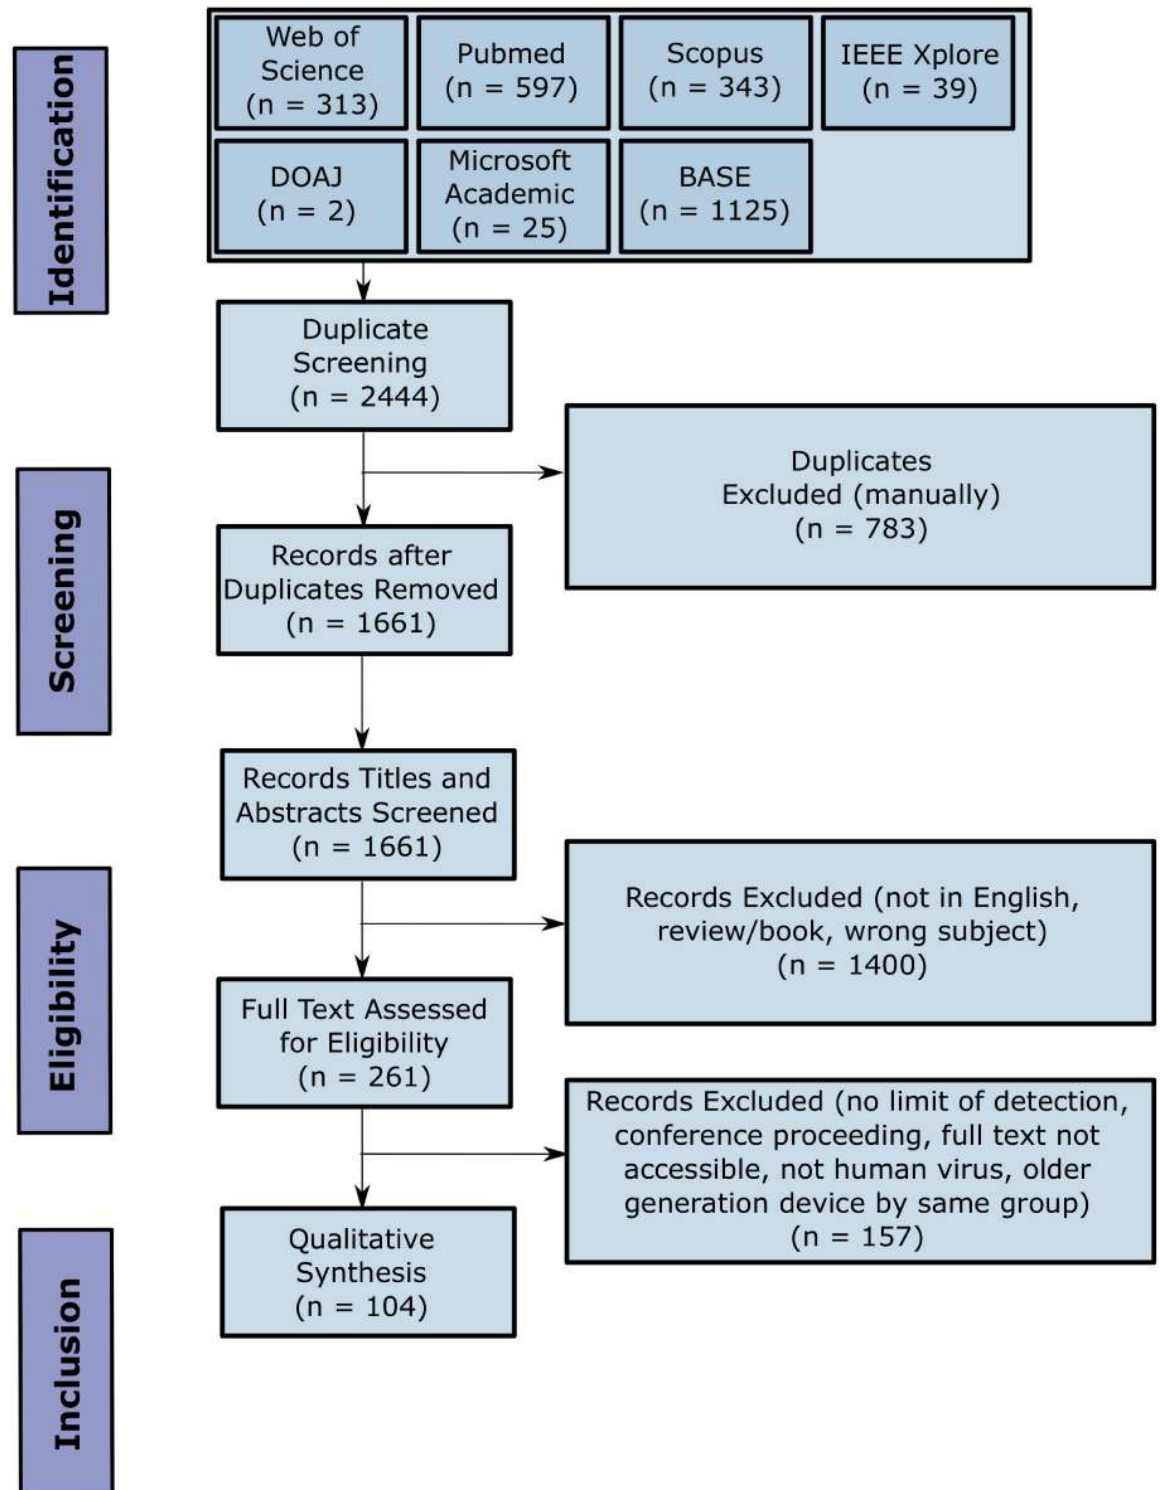 Identification
Web of
Science
(n = 313)
Pubmed
(n = 597)
Scopus
(n = 343)
IEEE Xplore
(n = 39)
DOAJ
(n = 2)
Microsoft
Academic
(n = 25)
BASE
(n = 1125)
Duplicate
Screening
(n = 2444)
Screening
Duplicates
Excluded (manually)
(n = 783)
Records after
Duplicates Removed
(n = 1661)
Records Titles and
Abstracts Screened
(n = 1661)
Eligibility
Records Excluded (not in English,
review/book, wrong subject)
(n = 1400)
Full Text Assessed
for Eligibility
(n = 261)
Records Excluded (no limit of detection,
conference proceeding, full text not
accessible, not human virus, older
generation device by same group)
(n = 157)
Inclusion
Qualitative
Synthesis
(n = 104)